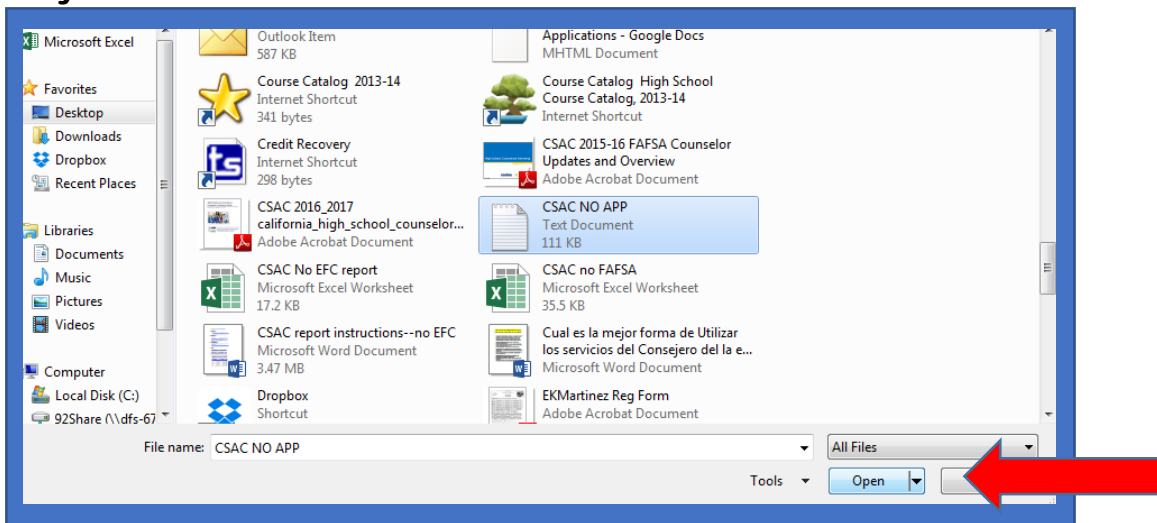 Microsoft Excel
Favorites
Desktop
Downloads
Dropbox
Recent Places
Libraries
Documents
Music
Pictures
Videos
Computer
Local Disk (C:)
92Share (\\dfs-67
Outlook Item
587 KB
Applications - Google Docs
MHTML Document
Course Catalog 2013-14
Internet Shortcut
341 bytes
Course Catalog High School
Course Catalog, 2013-14
Internet Shortcut
Credit Recovery
Internet Shortcut
298 bytes
CSAC 2015-16 FAFSA Counselor
Updates and Overview
Adobe Acrobat Document
CSAC 2016_2017
california_high_school_counselor...
Adobe Acrobat Document
CSAC NO APP
Text Document
111 KB
CSAC No EFC report
Microsoft Excel Worksheet
17.2 KB
CSAC no FAFSA
Microsoft Excel Worksheet
35.5 KB
CSAC report instructions--no EFC
Microsoft Word Document
3.47 MB
Cual es la mejor forma de Utilizar
los servicios del Consejero del la e...
Microsoft Word Document
Dropbox
Shortcut
EKMartinez Reg Form
Adobe Acrobat Document
File name: CSAC NO APP
All Files
Tools
Open